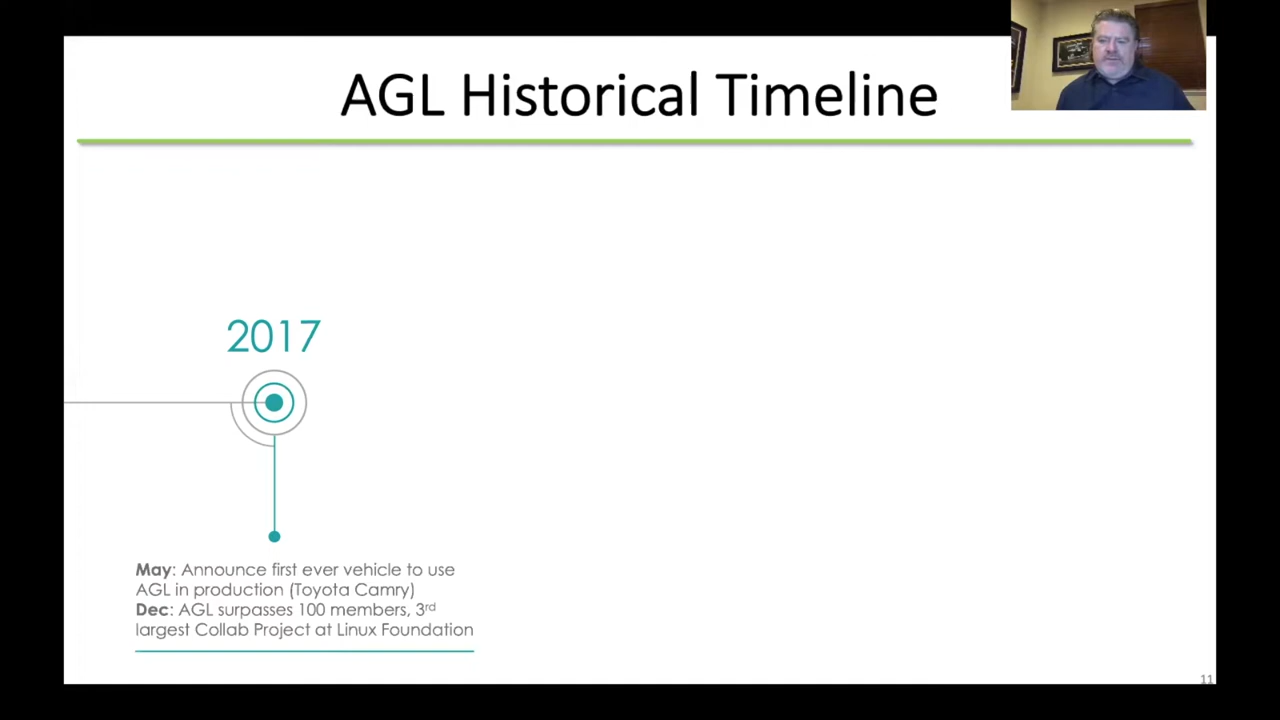 AGL Historical Timeline
2017
May: Announce first ever vehicle to use
AGL in production (Toyota Camry)
Dec: AGL surpasses 100 members, 3rd
largest Collab Project at Linux Foundation
11